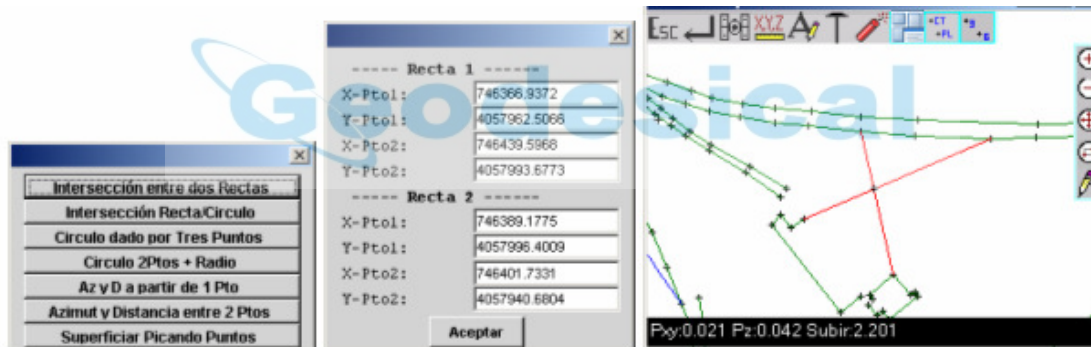 Geodesical
Intersección entre dos Rectas
Intersección Recta/Circulo
Circulo dado por Tres Puntos
Circulo 2Ptos + Radio
Az y D a partir de 1 Pto
Azimut y Distancia entre 2 Ptos
Superficiar Picando Puntos
----- Recta 1 ------
X-Pto1: 746366.9372
Y-Pto1: 4057962.5066
X-Pto2: 746439.5968
Y-Pto2: 4057993.6773
----- Recta 2 ------
X-Pto1: 746389.1775
Y-Pto1: 4057996.4009
X-Pto2: 746401.7331
Y-Pto2: 4057940.6804
Aceptar
Esc
XYZ
CT
PL
Pxy:0.021 Pz:0.042 Subir:2.201